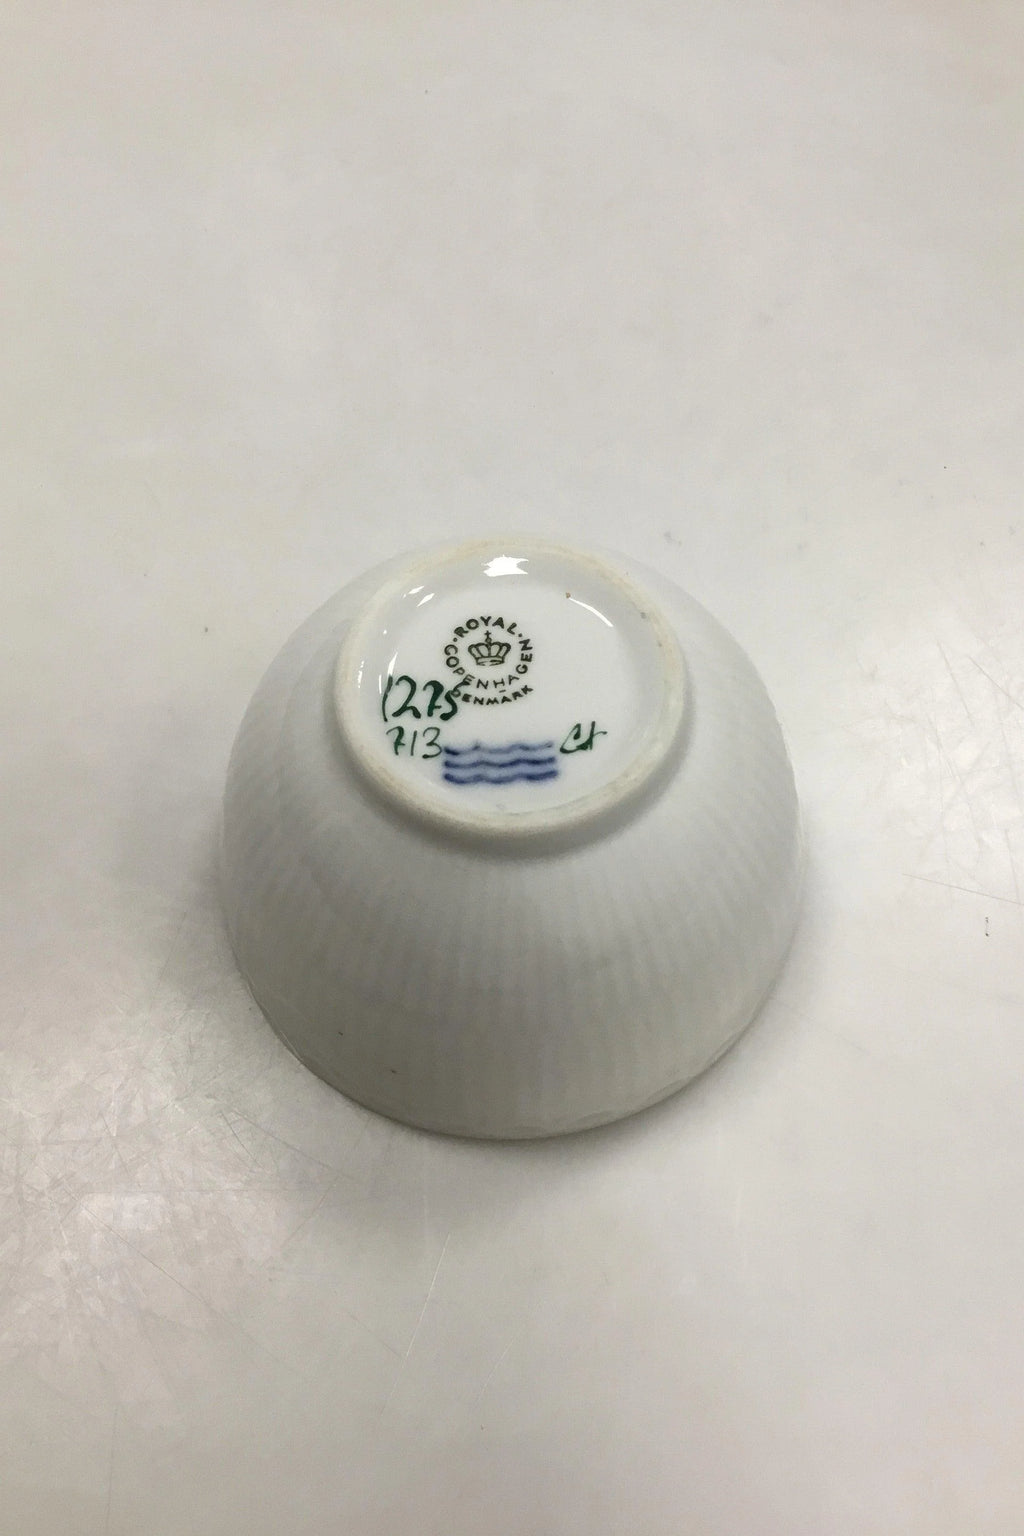 · ROYAL · COPENHAGEN
DENMARK
1275
713